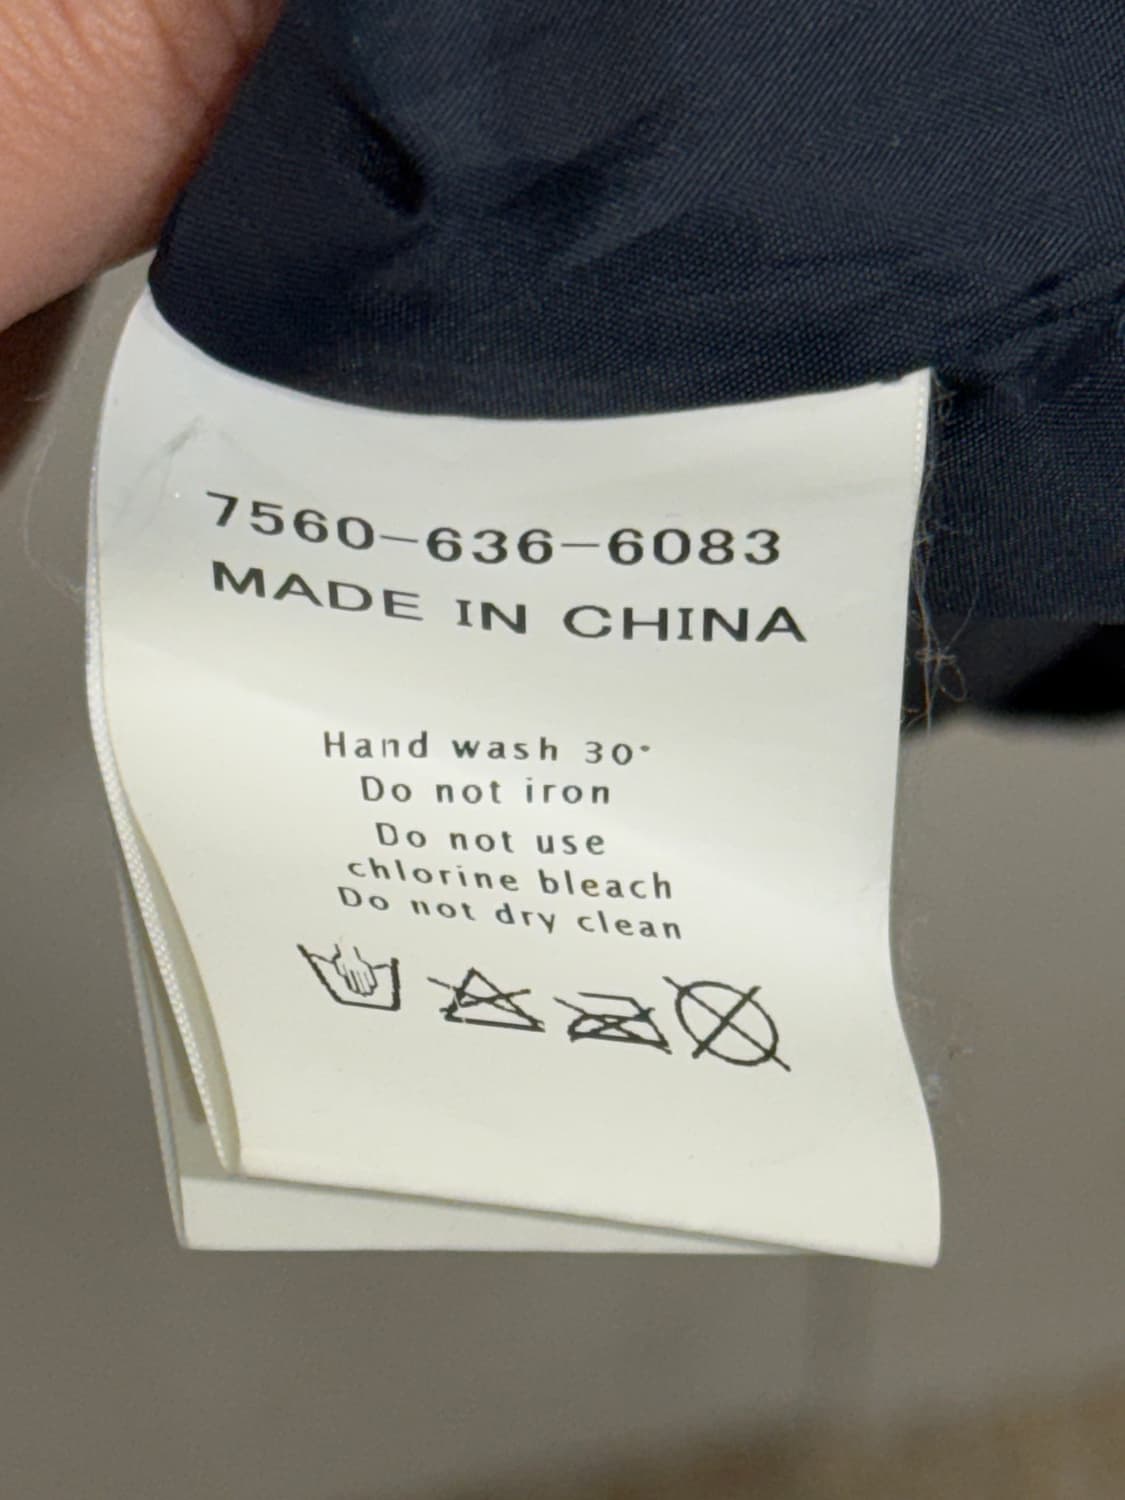 7560-636-6083
MADE IN CHINA
Hand wash 30°
Do not iron
Do not use
chlorine bleach
Do not dry clean